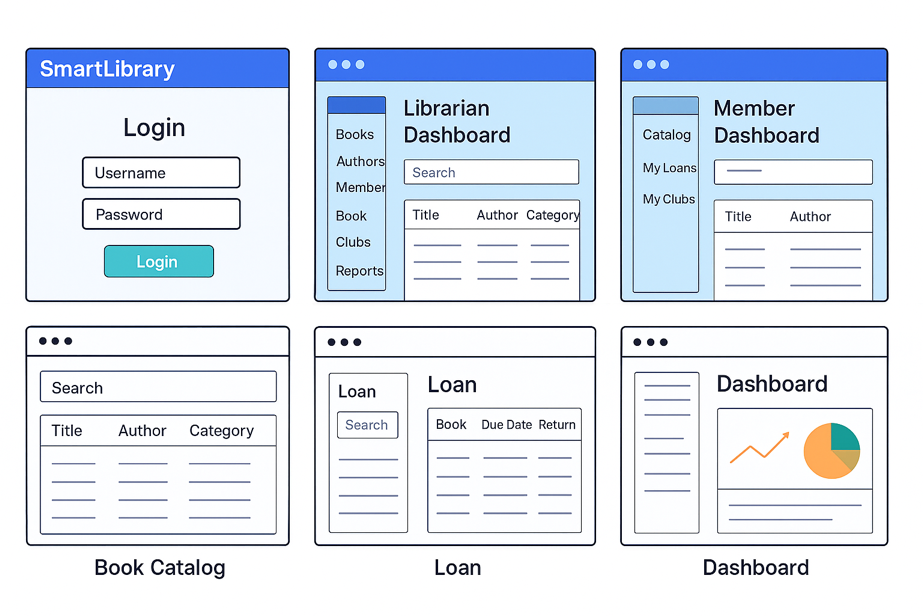 SmartLibrary
Login
Username
Password
Login
Librarian
Dashboard
Books
Authors
Member
Book
Clubs
Reports
Search
Title Author Category
Member
Dashboard
Catalog
My Loans
My Clubs
Title Author
Search
Title Author Category
Book Catalog
Loan
Search
Loan
Book Due Date Return
Loan
Dashboard
Dashboard